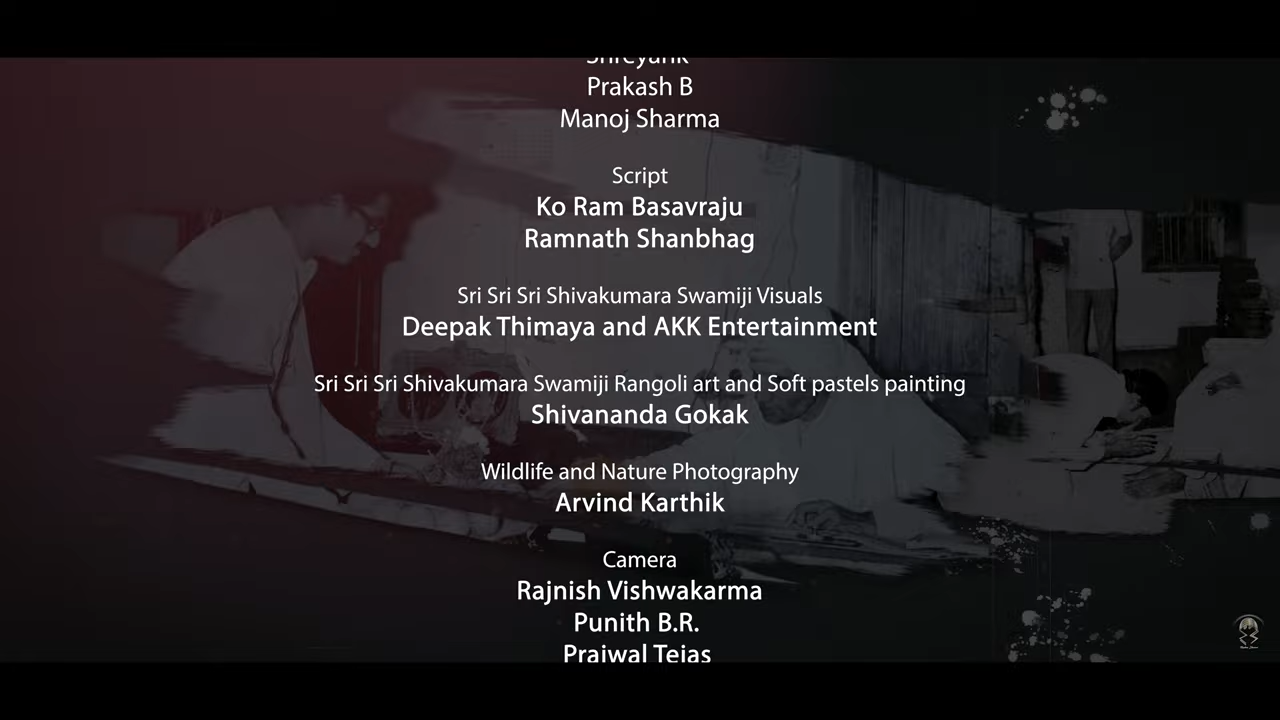 Prakash B
Manoj Sharma
Script
Ko Ram Basavraju
Ramnath Shanbhag
Sri Sri Sri Shivakumara Swamiji Visuals
Deepak Thimaya and AKK Entertainment
Sri Sri Sri Shivakumara Swamiji Rangoli art and Soft pastels painting
Shivananda Gokak
Wildlife and Nature Photography
Arvind Karthik
Camera
Rajnish Vishwakarma
Punith B.R.
Prajwal Tejas